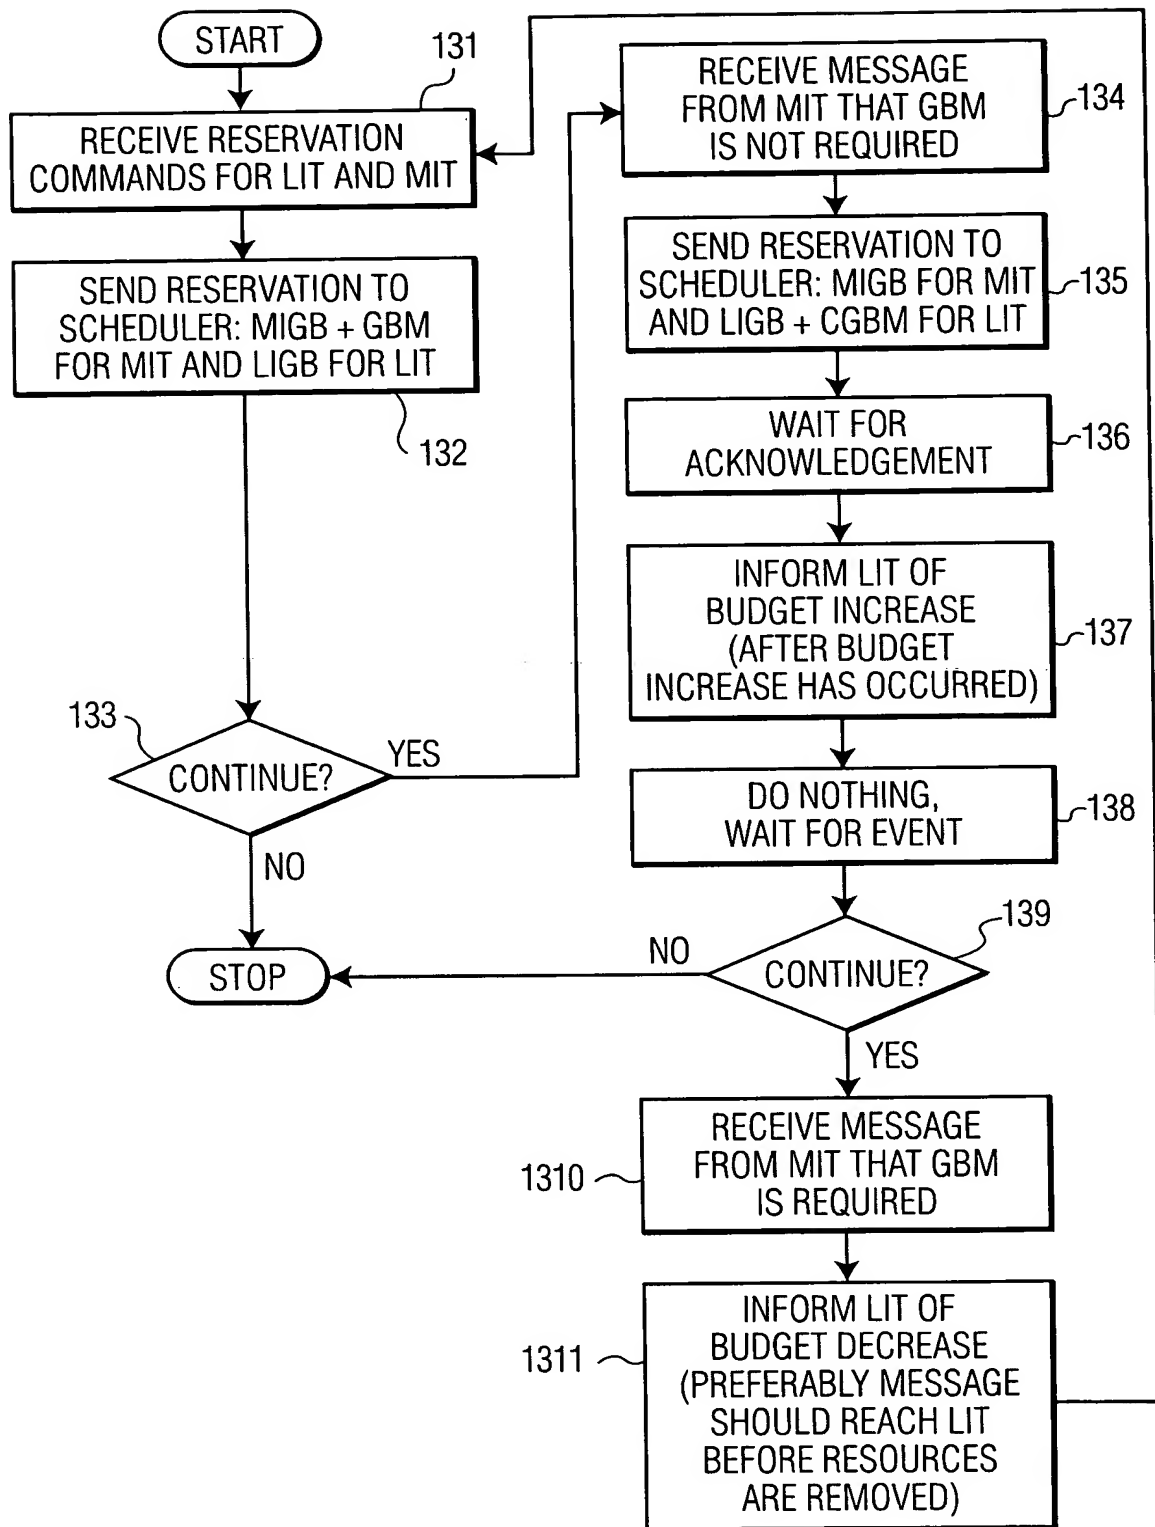 START
131
RECEIVE RESERVATION
COMMANDS FOR LIT AND MIT
SEND RESERVATION TO
SCHEDULER: MIGB + GBM
FOR MIT AND LIGB FOR LIT
132
133
CONTINUE?
YES
NO
STOP
RECEIVE MESSAGE
FROM MIT THAT GBM
IS NOT REQUIRED
134
SEND RESERVATION TO
SCHEDULER: MIGB FOR MIT
AND LIGB + CGBM FOR LIT
135
WAIT FOR
ACKNOWLEDGEMENT
136
INFORM LIT OF
BUDGET INCREASE
(AFTER BUDGET
INCREASE HAS OCCURRED)
137
DO NOTHING,
WAIT FOR EVENT
138
139
NO
CONTINUE?
YES
RECEIVE MESSAGE
FROM MIT THAT GBM
IS REQUIRED
1310
INFORM LIT OF
BUDGET DECREASE
(PREFERABLY MESSAGE
SHOULD REACH LIT
BEFORE RESOURCES
ARE REMOVED)
1311